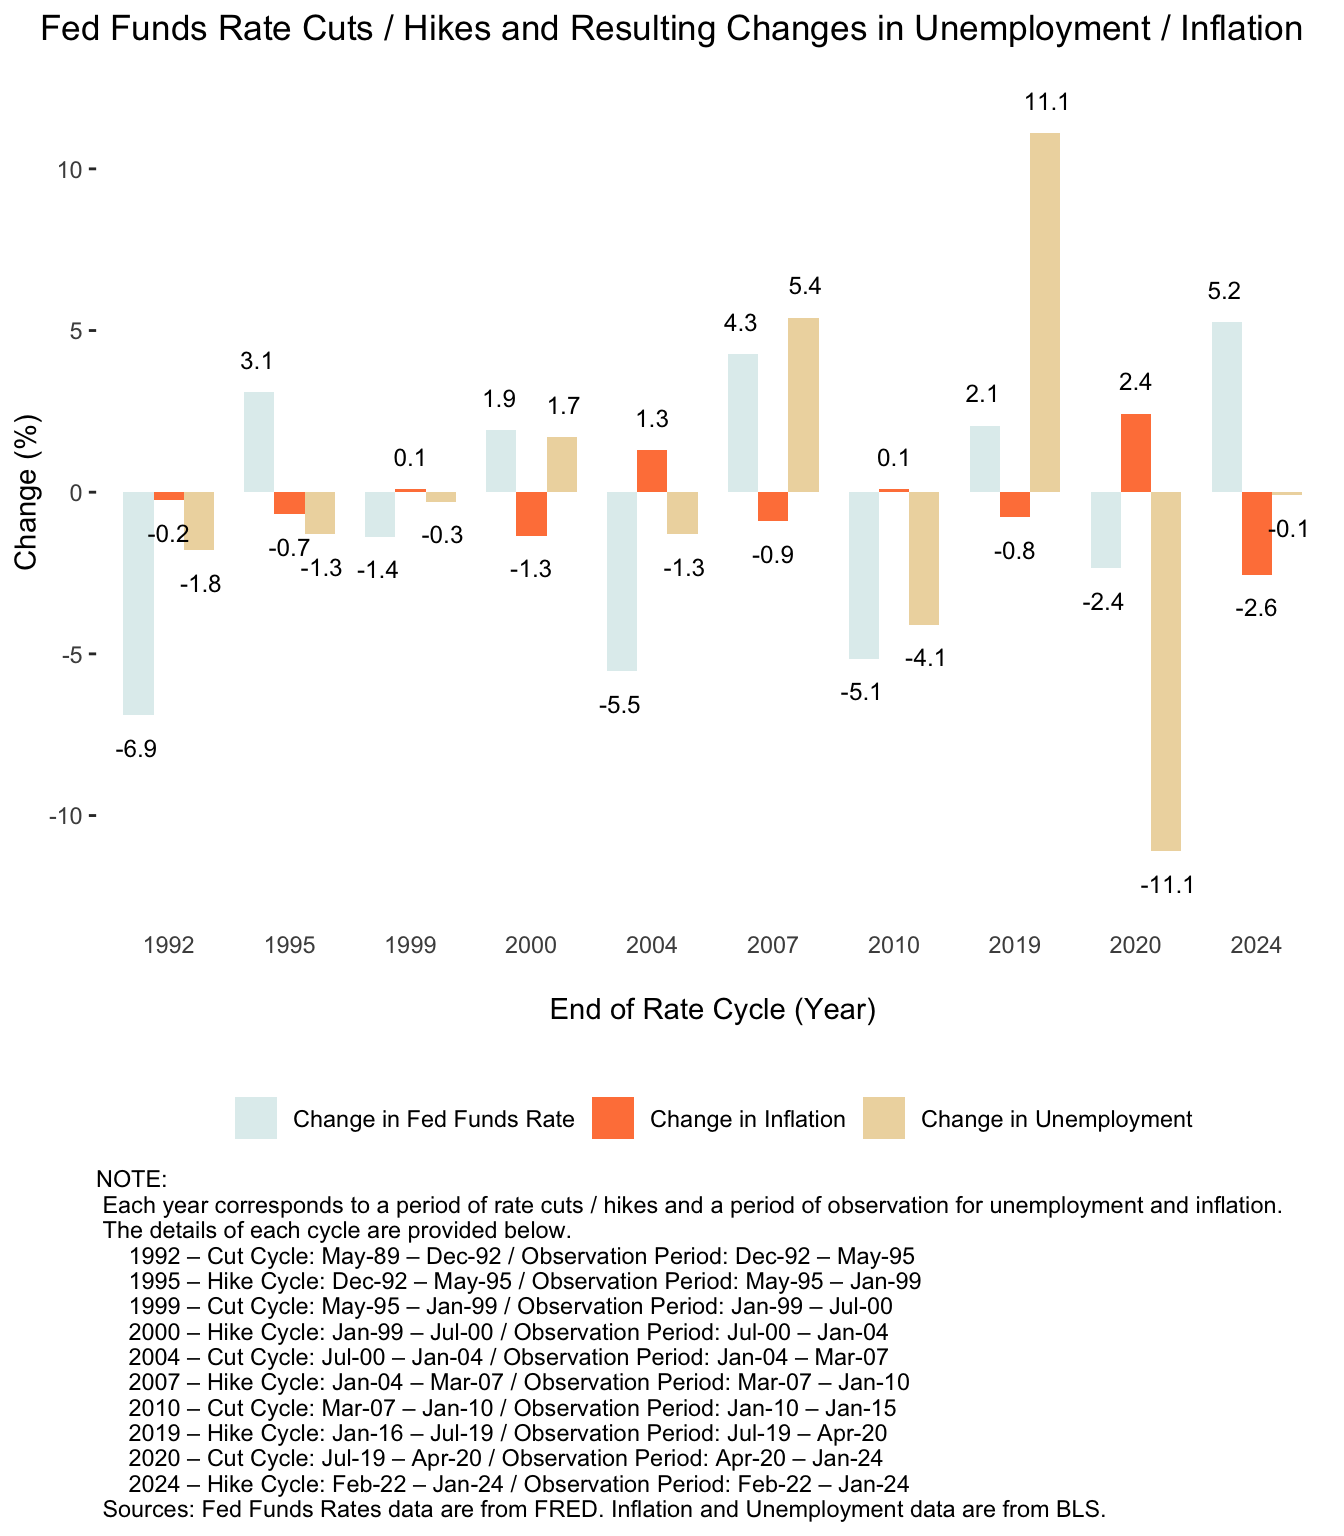 Fed Funds Rate Cuts / Hikes and Resulting Changes in Unemployment / Inflation
11.1
10
5.4
5.2
5
4.3
3.1
2.4
2.1
1.9
1.7
1.3
Change (%)
0.1
0.1
0
-0.2
-0.3
-0.1
-0.7
-0.8
-0.9
-1.3
-1.4
-1.3
-1.3
-1.8
-2.4
-2.6
-5
-4.1
-5.1
-5.5
-6.9
-10
-11.1
1992 1995 1999 2000 2004 2007 2010 2019 2020 2024
End of Rate Cycle (Year)
Change in Fed Funds Rate Change in Inflation Change in Unemployment
NOTE:
Each year corresponds to a period of rate cuts / hikes and a period of observation for unemployment and inflation.
The details of each cycle are provided below.
1992 – Cut Cycle: May-89 – Dec-92 / Observation Period: Dec-92 – May-95
1995 – Hike Cycle: Dec-92 – May-95 / Observation Period: May-95 – Jan-99
1999 – Cut Cycle: May-95 – Jan-99 / Observation Period: Jan-99 – Jul-00
2000 – Hike Cycle: Jan-99 – Jul-00 / Observation Period: Jul-00 – Jan-04
2004 – Cut Cycle: Jul-00 – Jan-04 / Observation Period: Jan-04 – Mar-07
2007 – Hike Cycle: Jan-04 – Mar-07 / Observation Period: Mar-07 – Jan-10
2010 – Cut Cycle: Mar-07 – Jan-10 / Observation Period: Jan-10 – Jan-15
2019 – Hike Cycle: Jan-16 – Jul-19 / Observation Period: Jul-19 – Apr-20
2020 – Cut Cycle: Jul-19 – Apr-20 / Observation Period: Apr-20 – Jan-24
2024 – Hike Cycle: Feb-22 – Jan-24 / Observation Period: Feb-22 – Jan-24
Sources: Fed Funds Rates data are from FRED. Inflation and Unemployment data are from BLS.